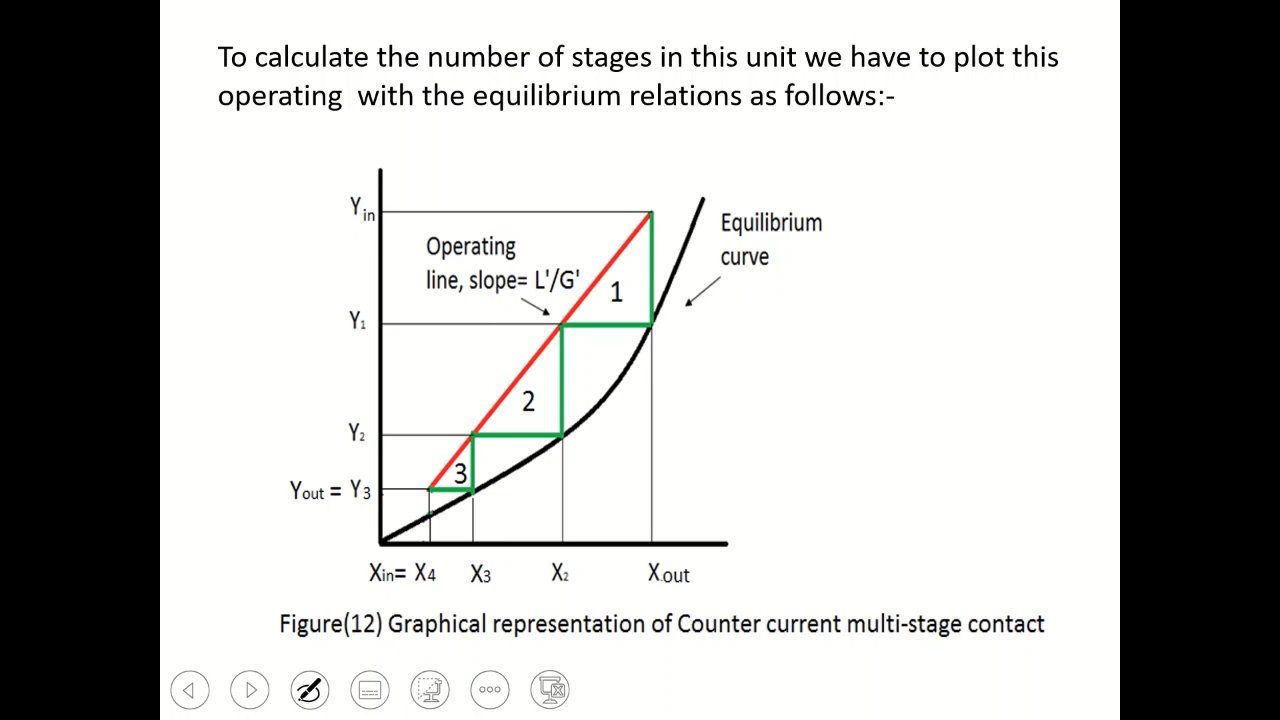 To calculate the number of stages in this unit we have to plot this
operating with the equilibrium relations as follows:-
Yin
Operating
line, slope= L'/G'
Equilibrium
curve
1
Y1
2
Y2
3
Yout = Y3
Xin= X4 X3 X2 X.out
Figure(12) Graphical representation of Counter current multi-stage contact